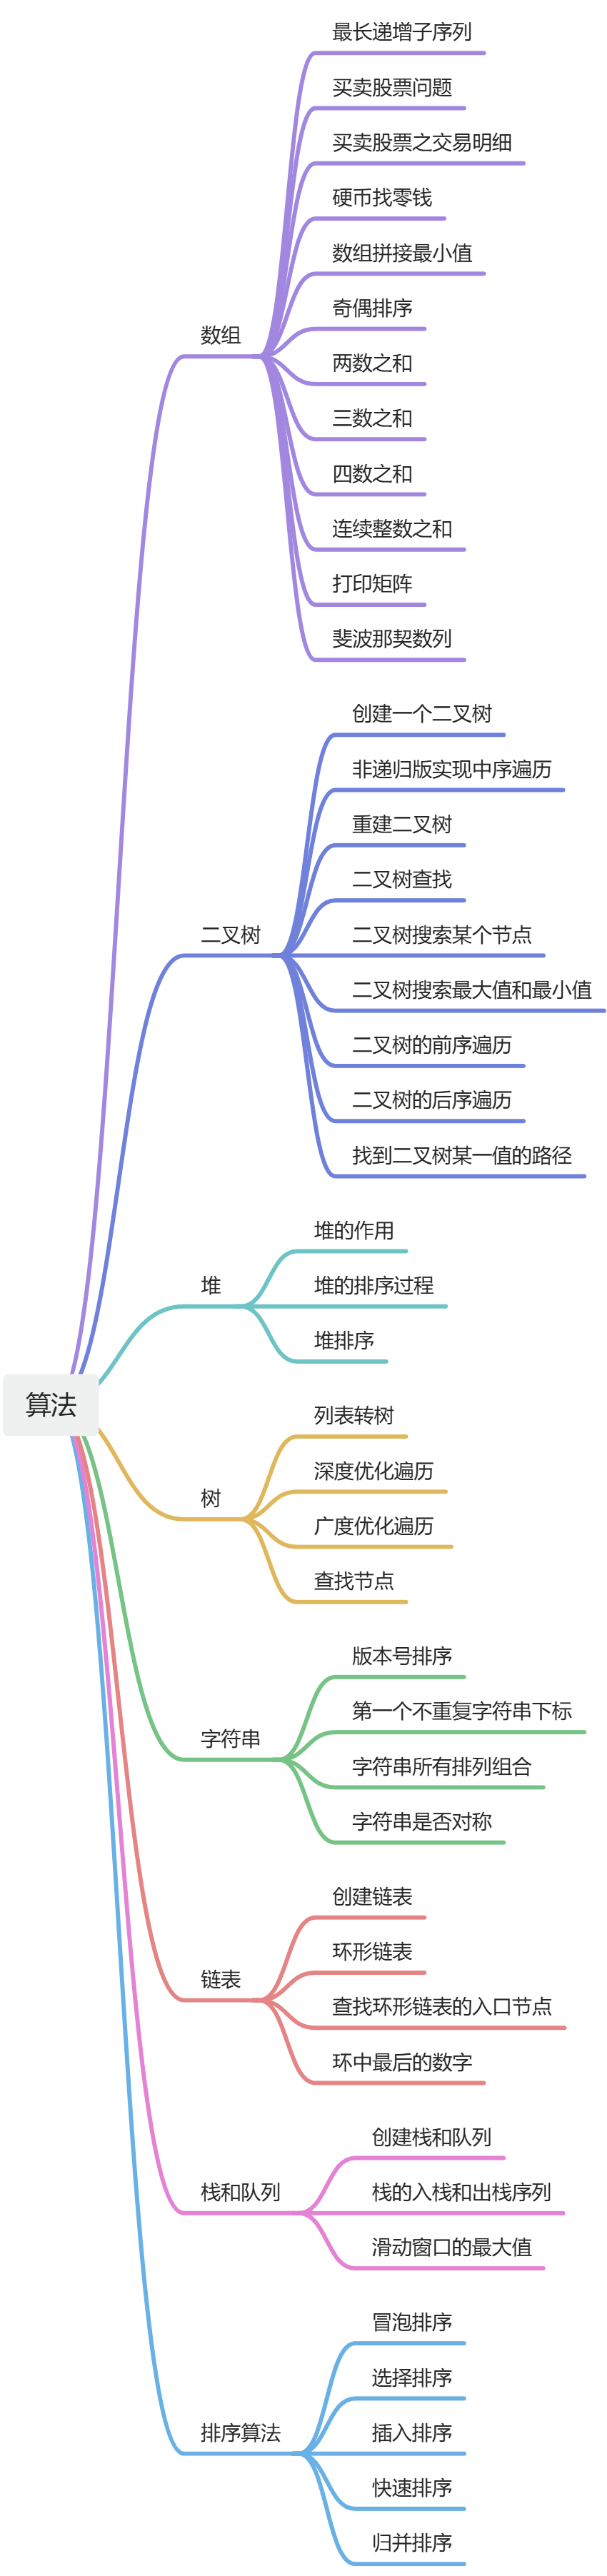 算法
数组
最长递增子序列
买卖股票问题
买卖股票之交易明细
硬币找零钱
数组拼接最小值
奇偶排序
两数之和
三数之和
四数之和
连续整数之和
打印矩阵
斐波那契数列
二叉树
创建一个二叉树
非递归版实现中序遍历
重建二叉树
二叉树查找
二叉树搜索某个节点
二叉树搜索最大值和最小值
二叉树的前序遍历
二叉树的后序遍历
找到二叉树某一值的路径
堆
堆的作用
堆的排序过程
堆排序
树
列表转树
深度优化遍历
广度优化遍历
查找节点
字符串
版本号排序
第一个不重复字符串下标
字符串所有排列组合
字符串是否对称
链表
创建链表
环形链表
查找环形链表的入口节点
环中最后的数字
栈和队列
创建栈和队列
栈的入栈和出栈序列
滑动窗口的最大值
排序算法
冒泡排序
选择排序
插入排序
快速排序
归并排序